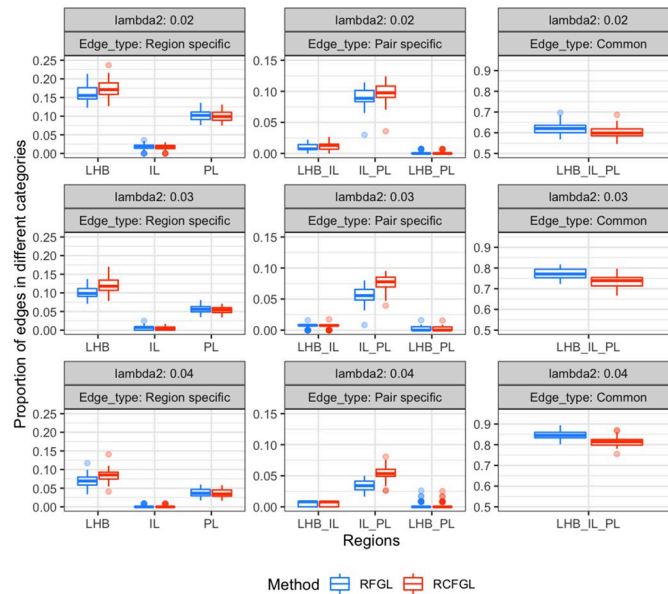 lambda2: 0.02
Edge_type: Region specific
0.25
0.20
0.15
0.10
0.05
0.00
LHB IL PL
lambda2: 0.02
Edge_type: Pair specific
0.15
0.10
0.05
0.00
LHB_IL IL_PL LHB_PL
lambda2: 0.02
Edge_type: Common
0.9
0.8
0.7
0.6
0.5
LHB_IL_PL
lambda2: 0.03
Edge_type: Region specific
0.25
0.20
0.15
0.10
0.05
0.00
LHB IL PL
lambda2: 0.03
Edge_type: Pair specific
0.15
0.10
0.05
0.00
LHB_IL IL_PL LHB_PL
lambda2: 0.03
Edge_type: Common
0.9
0.8
0.7
0.6
0.5
LHB_IL_PL
lambda2: 0.04
Edge_type: Region specific
0.25
0.20
0.15
0.10
0.05
0.00
LHB IL PL
lambda2: 0.04
Edge_type: Pair specific
0.15
0.10
0.05
0.00
LHB_IL IL_PL LHB_PL
lambda2: 0.04
Edge_type: Common
0.9
0.8
0.7
0.6
0.5
LHB_IL_PL
Proportion of edges in different categories
Regions
Method RFGL RCFGL